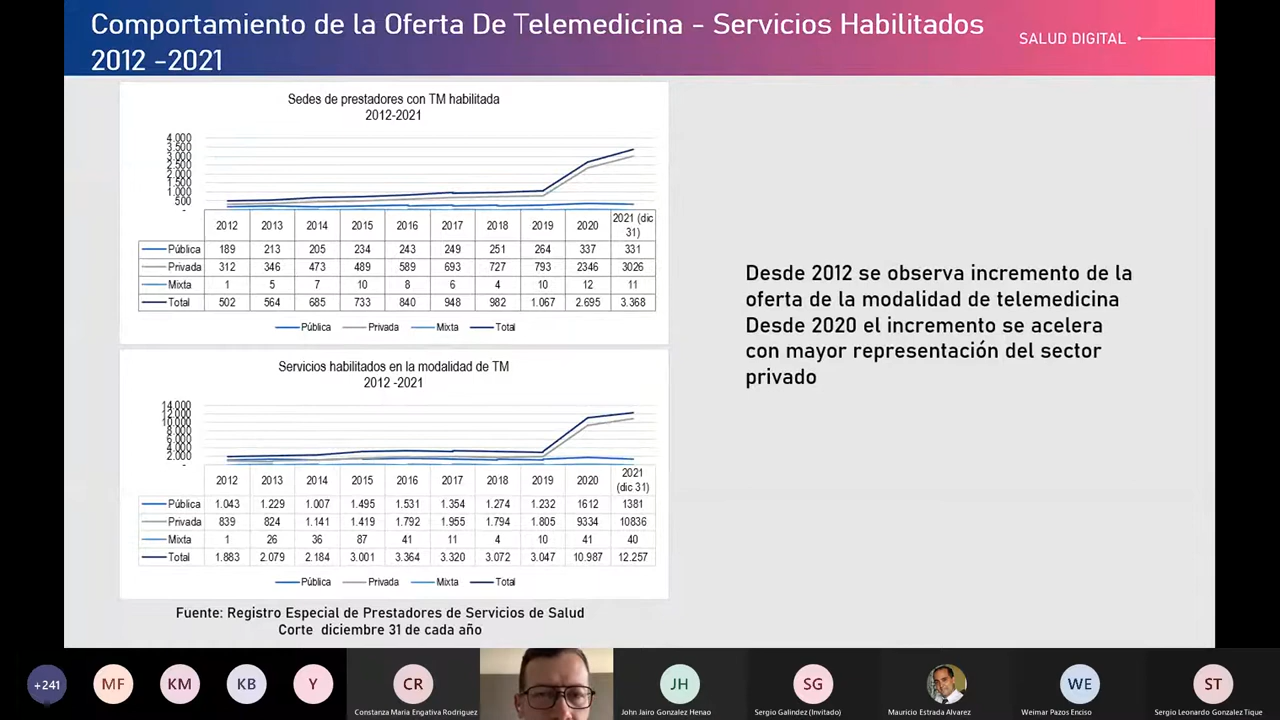 Comportamiento de la Oferta De Telemedicina - Servicios Habilitados
2012 -2021
SALUD DIGITAL
Sedes de prestadores con TM habilitada
2012-2021
4.000
3.500
3.000
2.500
2.000
1.500
1.000
500
-
2012 2013 2014 2015 2016 2017 2018 2019 2020 2021 (dic 31)
Pública 189 213 205 234 243 249 251 264 337 331
Privada 312 346 473 489 589 693 727 793 2346 3026
Mixta 1 5 7 10 8 6 4 10 12 11
Total 502 564 685 733 840 948 982 1.067 2.695 3.368
Pública Privada Mixta Total
Servicios habilitados en la modalidad de TM
2012 -2021
14.000
12.000
10.000
8.000
6.000
4.000
2.000
-
2012 2013 2014 2015 2016 2017 2018 2019 2020 2021 (dic 31)
Pública 1.043 1.229 1.007 1.495 1.531 1.354 1.274 1.232 1612 1381
Privada 839 824 1.141 1.419 1.792 1.955 1.794 1.805 9334 10836
Mixta 1 26 36 87 41 11 4 10 41 40
Total 1.883 2.079 2.184 3.001 3.364 3.320 3.072 3.047 10.987 12.257
Pública Privada Mixta Total
Fuente: Registro Especial de Prestadores de Servicios de Salud
Corte diciembre 31 de cada año
Desde 2012 se observa incremento de la
oferta de la modalidad de telemedicina
Desde 2020 el incremento se acelera
con mayor representación del sector
privado
+241 MF KM KB Y CR JH SG WE ST
Constanza Maria Engativa Rodriguez John Jairo Gonzalez Henao Sergio Galindez (Invitado) Mauricio Estrada Alvarez Weimar Pazos Enciso Sergio Leonardo Gonzalez Tique